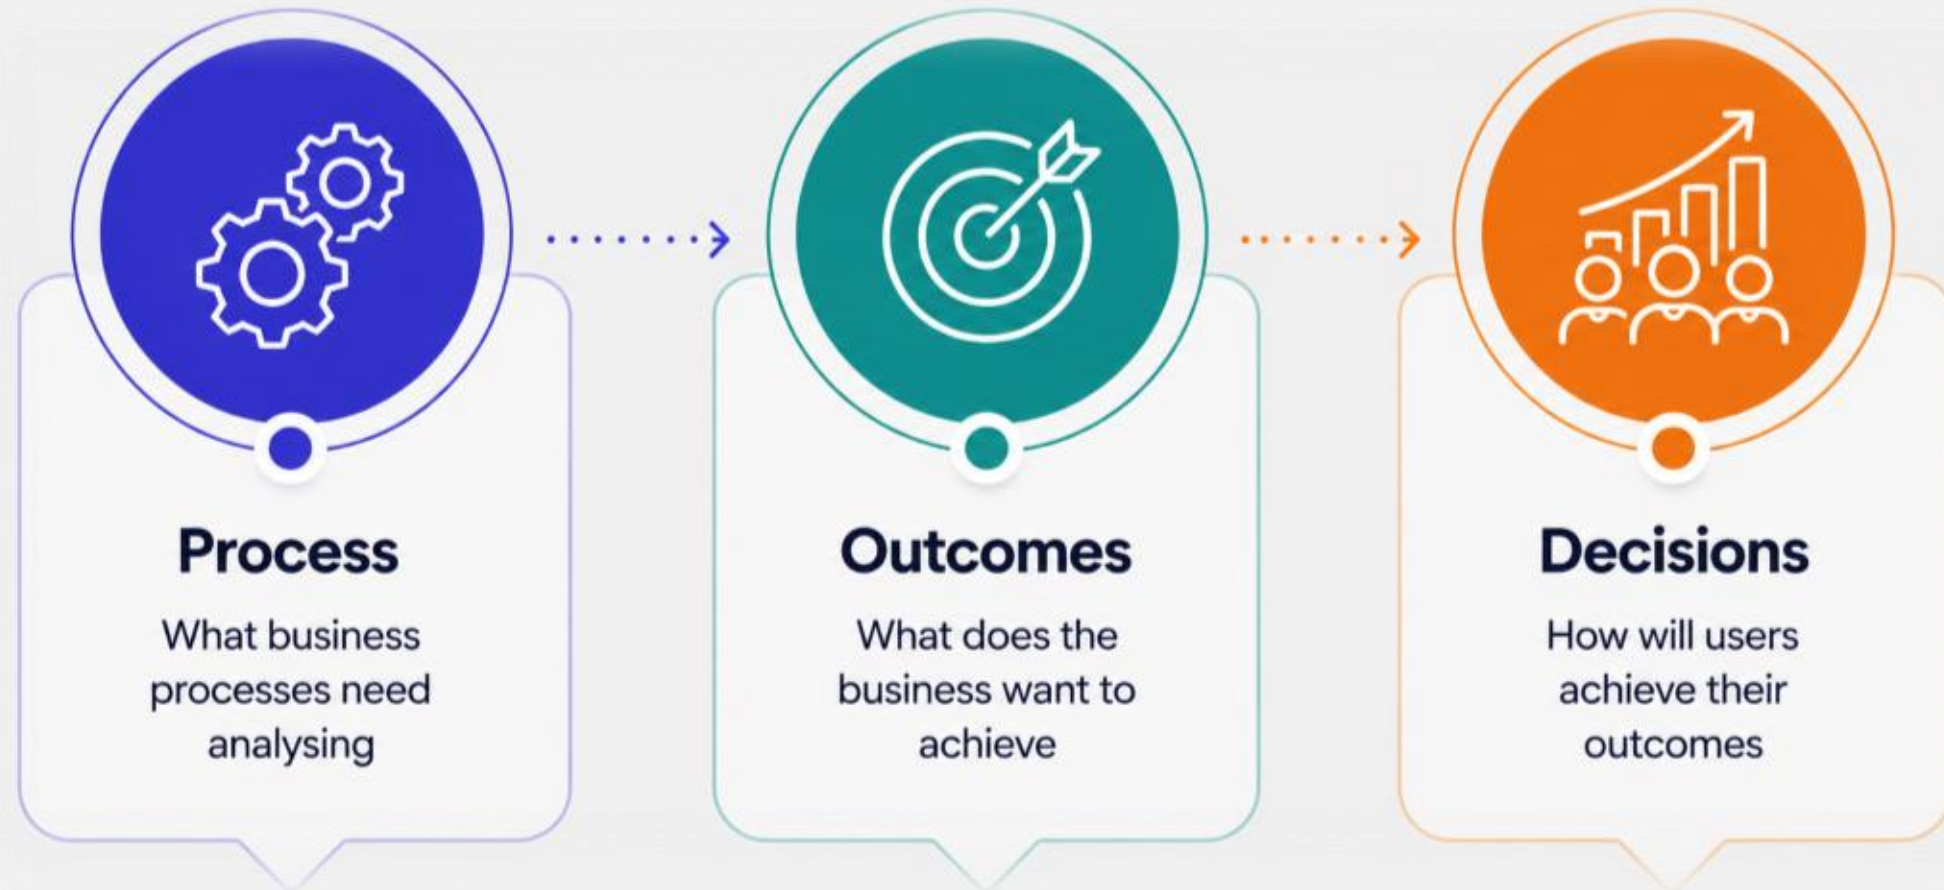 Process
What business
processes need
analysing
Outcomes
What does the
business want to
achieve
Decisions
How will users
achieve their
outcomes